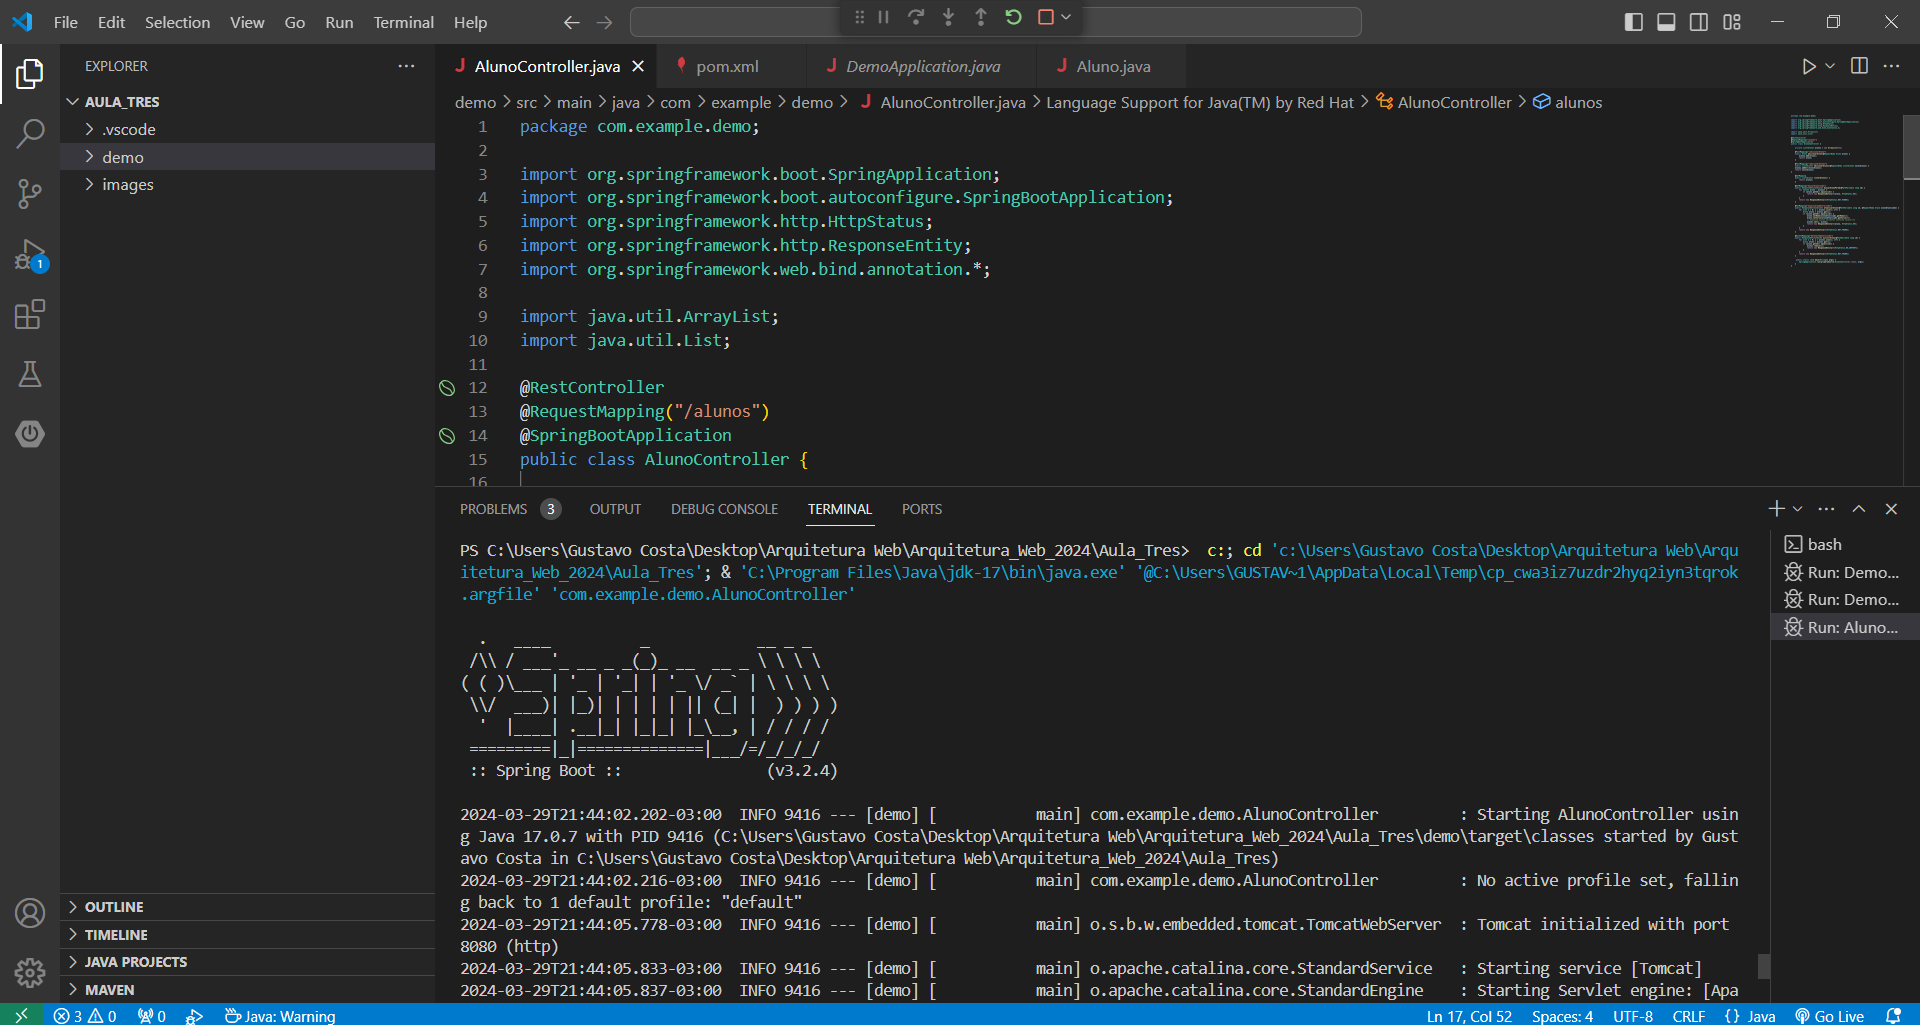 File Edit Selection View Go Run Terminal Help
EXPLORER
AULA_TRES
.vscode
demo
images
OUTLINE
TIMELINE
JAVA PROJECTS
MAVEN
AlunoController.java pom.xml DemoApplication.java Aluno.java
demo > src > main > java > com > example > demo > AlunoController.java > Language Support for Java(TM) by Red Hat > AlunoController > alunos
1 package com.example.demo;
2
3 import org.springframework.boot.SpringApplication;
4 import org.springframework.boot.autoconfigure.SpringBootApplication;
5 import org.springframework.http.HttpStatus;
6 import org.springframework.http.ResponseEntity;
7 import org.springframework.web.bind.annotation.*;
8
9 import java.util.ArrayList;
10 import java.util.List;
11
12 @RestController
13 @RequestMapping("/alunos")
14 @SpringBootApplication
15 public class AlunoController {
16
PROBLEMS 3 OUTPUT DEBUG CONSOLE TERMINAL PORTS
PS C:\Users\Gustavo Costa\Desktop\Arquitetura Web\Arquitetura_Web_2024\Aula_Tres>  c:; cd 'c:\Users\Gustavo Costa\Desktop\Arquitetura Web\Arqu
itetura_Web_2024\Aula_Tres'; & 'C:\Program Files\Java\jdk-17\bin\java.exe' '@C:\Users\GUSTAV~1\AppData\Local\Temp\cp_cwa3iz7uzdr2hyq2iyn3tqrok
.argfile' 'com.example.demo.AlunoController'
  .   ____          _            __ _ _
 /\\ / ___'_ __ _ _(_)_ __  __ _ \ \ \ \
( ( )\___ | '_ | '_| | '_ \/ _` | \ \ \ \
 \\/  ___)| |_)| | | | | || (_| |  ) ) ) )
  '  |____| .__|_| |_|_| |_\__, | / / / /
 =========|_|==============|___/=/_/_/_/
 :: Spring Boot ::                (v3.2.4)
2024-03-29T21:44:02.202-03:00  INFO 9416 --- [demo] [           main] com.example.demo.AlunoController         : Starting AlunoController usin
g Java 17.0.7 with PID 9416 (C:\Users\Gustavo Costa\Desktop\Arquitetura Web\Arquitetura_Web_2024\Aula_Tres\demo\target\classes started by Gust
avo Costa in C:\Users\Gustavo Costa\Desktop\Arquitetura Web\Arquitetura_Web_2024\Aula_Tres)
2024-03-29T21:44:02.216-03:00  INFO 9416 --- [demo] [           main] com.example.demo.AlunoController         : No active profile set, fallin
g back to 1 default profile: "default"
2024-03-29T21:44:05.778-03:00  INFO 9416 --- [demo] [           main] o.s.b.w.embedded.tomcat.TomcatWebServer  : Tomcat initialized with port
8080 (http)
2024-03-29T21:44:05.833-03:00  INFO 9416 --- [demo] [           main] o.apache.catalina.core.StandardService   : Starting service [Tomcat]
2024-03-29T21:44:05.837-03:00  INFO 9416 --- [demo] [           main] o.apache.catalina.core.StandardEngine    : Starting Servlet engine: [Apa
bash
Run: Demo...
Run: Demo...
Run: Aluno...
1
3 0 0 Java: Warning Ln 17, Col 52 Spaces: 4 UTF-8 CRLF {} Java Go Live